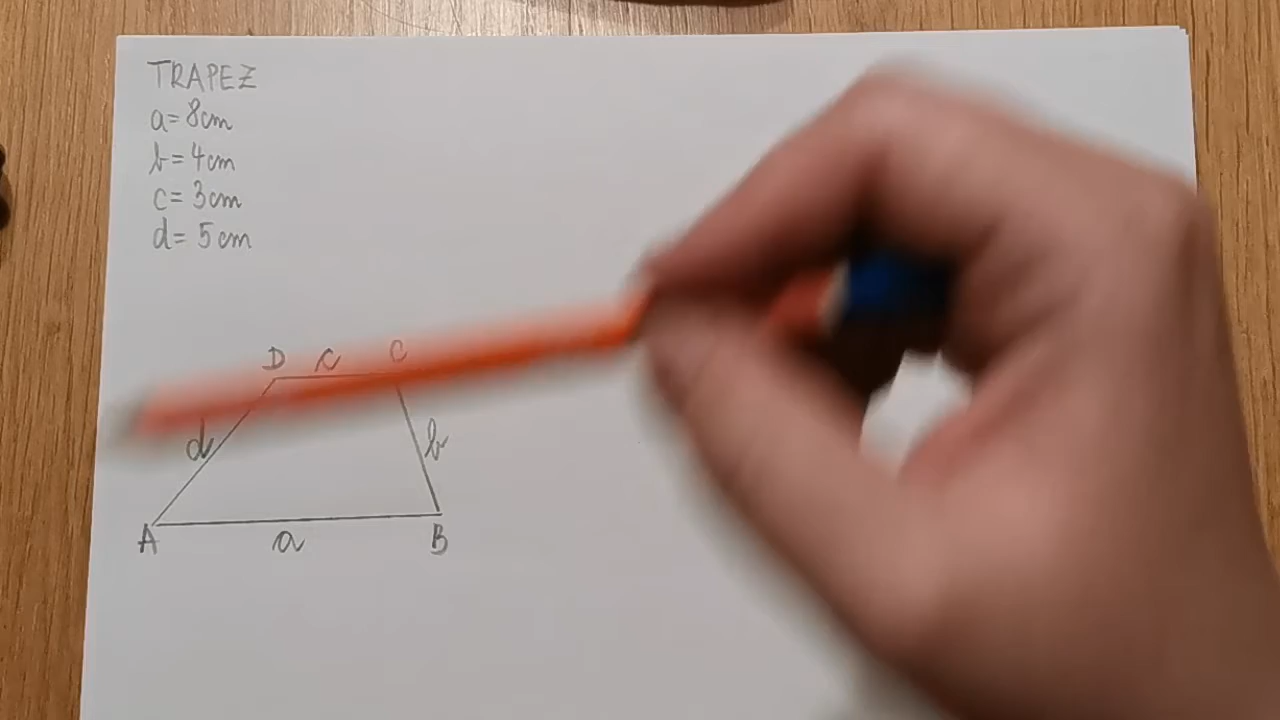 TRAPEZ
a = 8cm
b = 4cm
c = 3cm
d = 5cm
D c C
d b
A a B